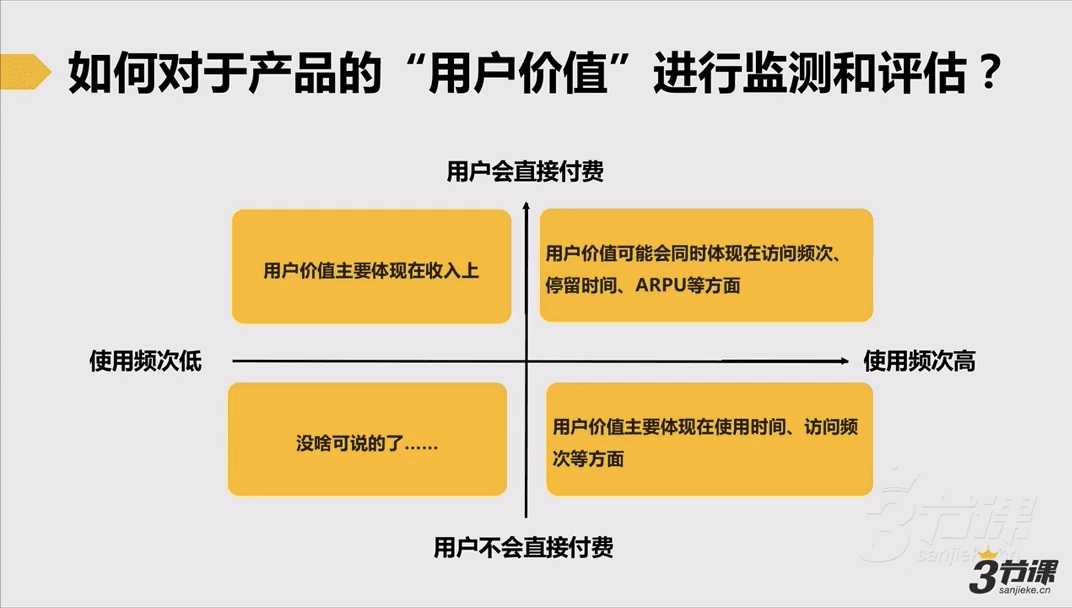 如何对于产品的“用户价值”进行监测和评估？
用户会直接付费
用户价值主要体现在收入上
用户价值可能会同时体现在访问频次、
停留时间、ARPU等方面
使用频次低
使用频次高
没啥可说的了……
用户价值主要体现在使用时间、访问频
次等方面
用户不会直接付费
3节课
sanjieke.cn
3节课
sanjieke.cn